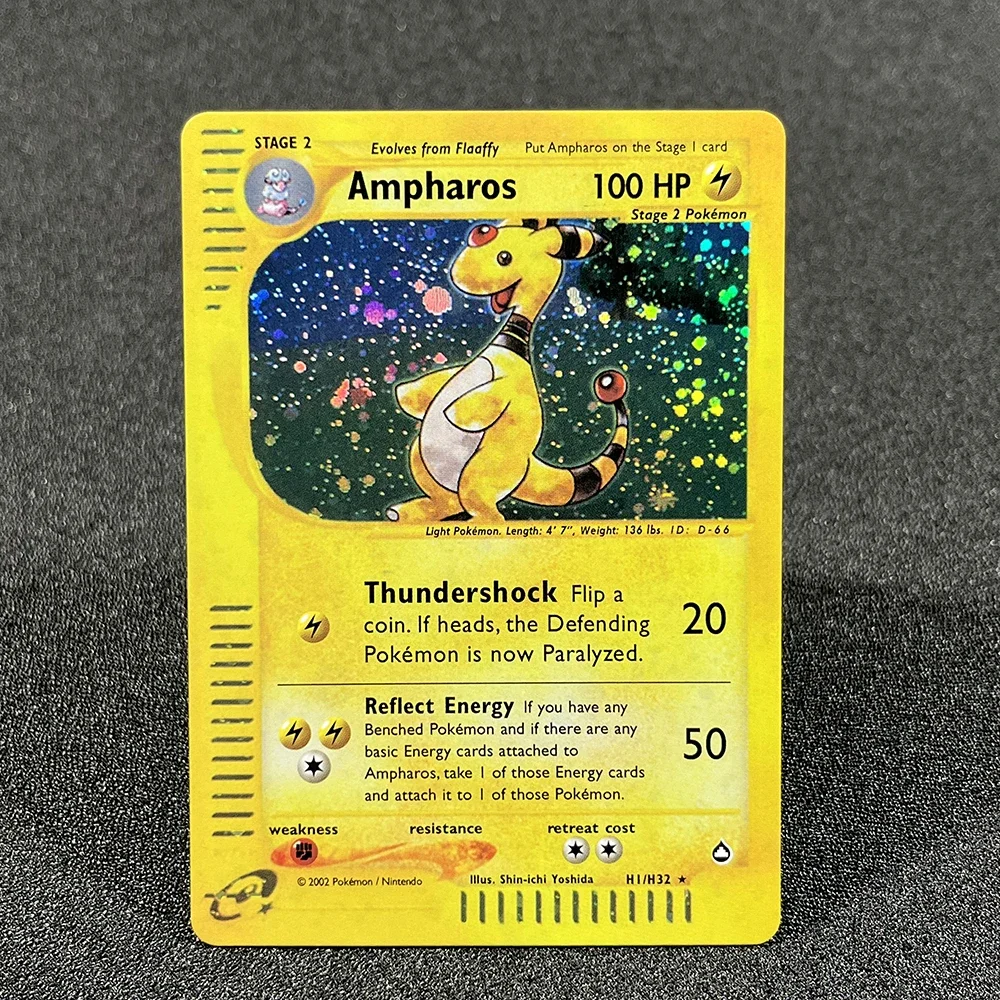 STAGE 2
Evolves from Flaaffy Put Ampharos on the Stage 1 card
Ampharos 100 HP
Stage 2 Pokémon
Light Pokémon. Length: 4' 7", Weight: 136 lbs. ID: D-66
Thundershock Flip a
coin. If heads, the Defending
Pokémon is now Paralyzed.
20
Reflect Energy If you have any
Benched Pokémon and if there are any
basic Energy cards attached to
Ampharos, take 1 of those Energy cards
and attach it to 1 of those Pokémon.
50
weakness resistance retreat cost
© 2002 Pokémon / Nintendo Illus. Shin-ichi Yoshida H1/H32 ★